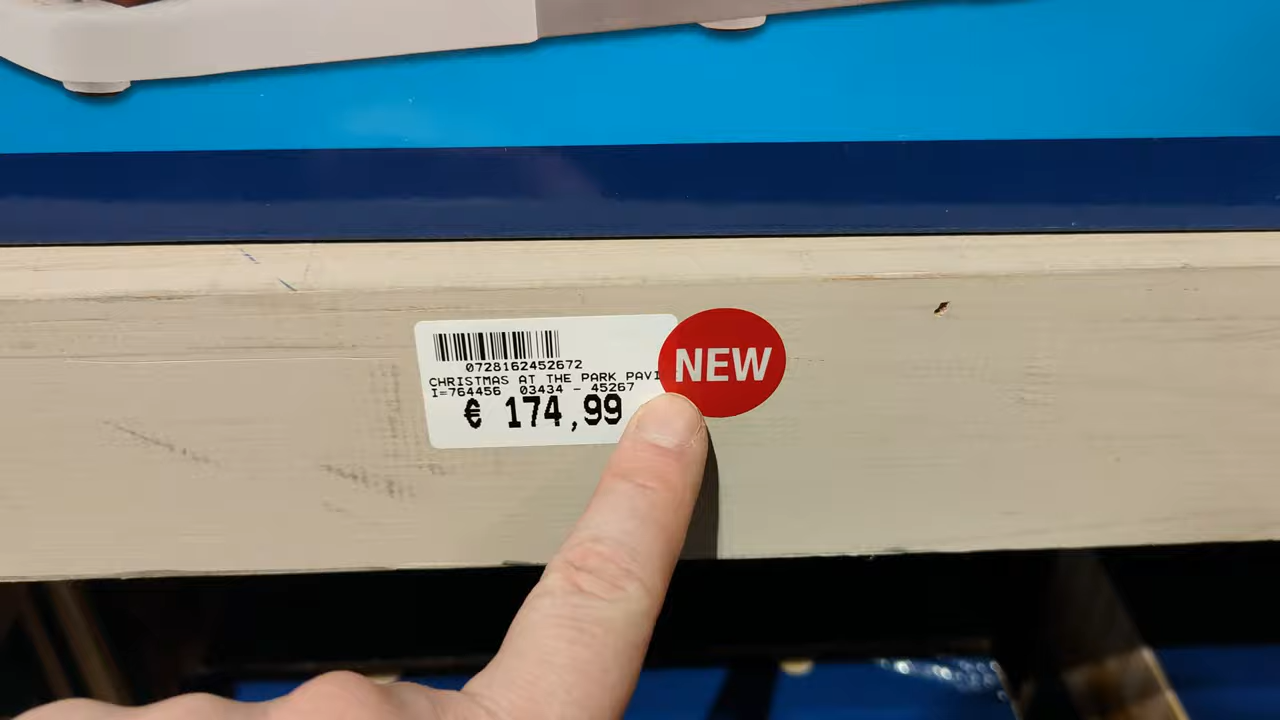 0728162452672
CHRISTMAS AT THE PARK PAVI
I=764456 03434 - 45267
€ 174,99
NEW